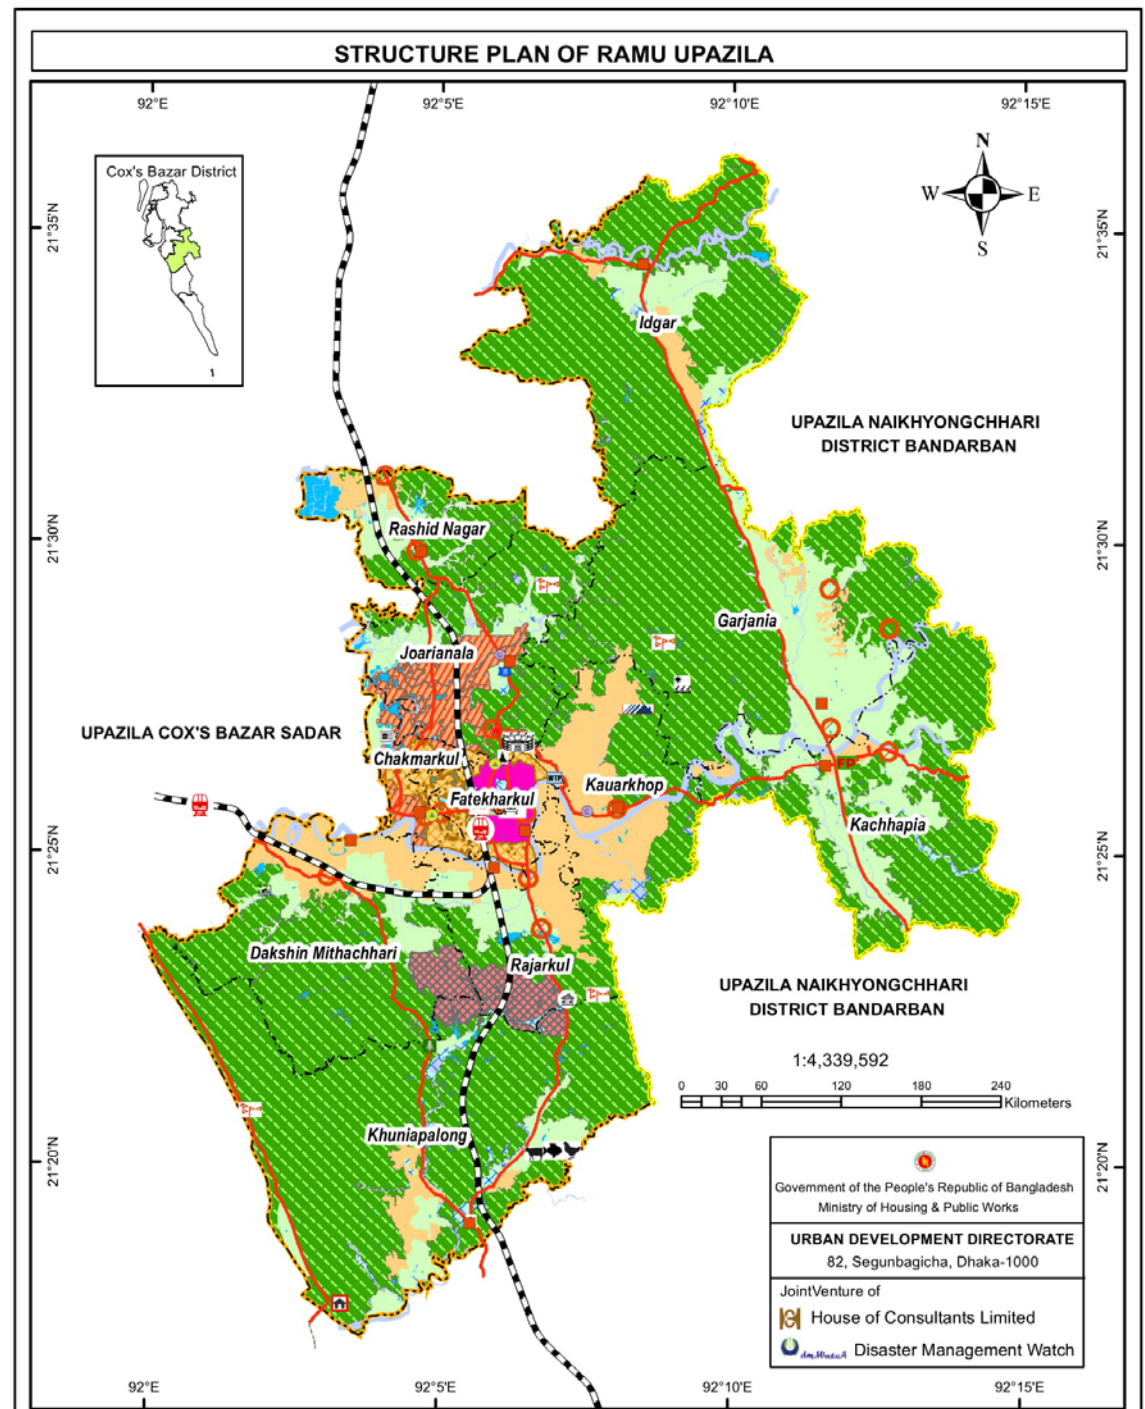 STRUCTURE PLAN OF RAMU UPAZILA
92°E
92°5'E
92°10'E
92°15'E
Cox's Bazar District
N
W
E
S
21°35'N
21°35'N
Idgar
UPAZILA NAIKHYONGCHHARI
DISTRICT BANDARBAN
Rashid Nagar
21°30'N
21°30'N
Garjania
Joarianala
UPAZILA COX'S BAZAR SADAR
Chakmarkul
Fatekharkul
WTP
Kauarkhop
FP
Kachhapia
21°25'N
21°25'N
Dakshin Mithachhari
Rajarkul
UPAZILA NAIKHYONGCHHARI
DISTRICT BANDARBAN
1:4,339,592
0 30 60 120 180 240
Kilometers
Khuniapalong
21°20'N
21°20'N
Government of the People's Republic of Bangladesh
Ministry of Housing & Public Works
URBAN DEVELOPMENT DIRECTORATE
82, Segunbagicha, Dhaka-1000
JointVenture of
House of Consultants Limited
dmWatch Disaster Management Watch
92°E
92°5'E
92°10'E
92°15'E